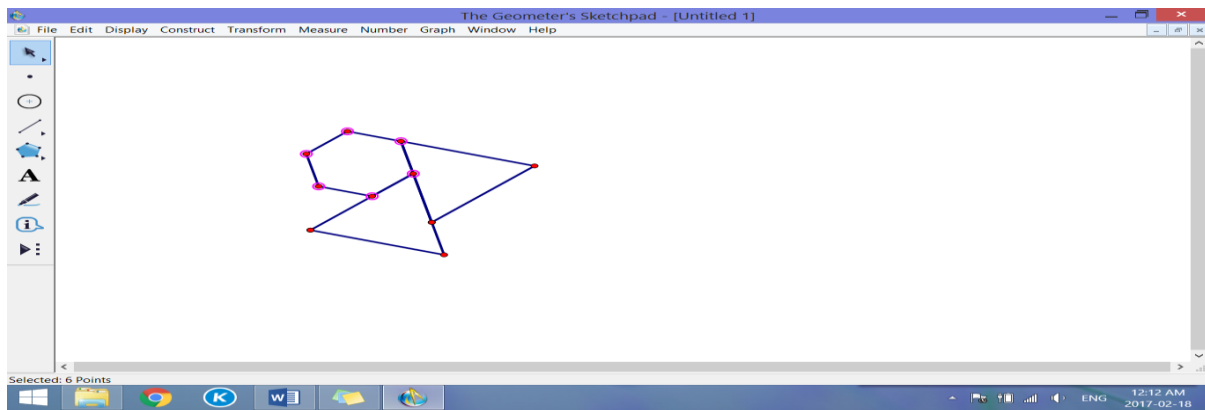 The Geometer's Sketchpad - [Untitled 1]
File Edit Display Construct Transform Measure Number Graph Window Help
A
Selected: 6 Points
K
W
ENG
12:12 AM
2017-02-18